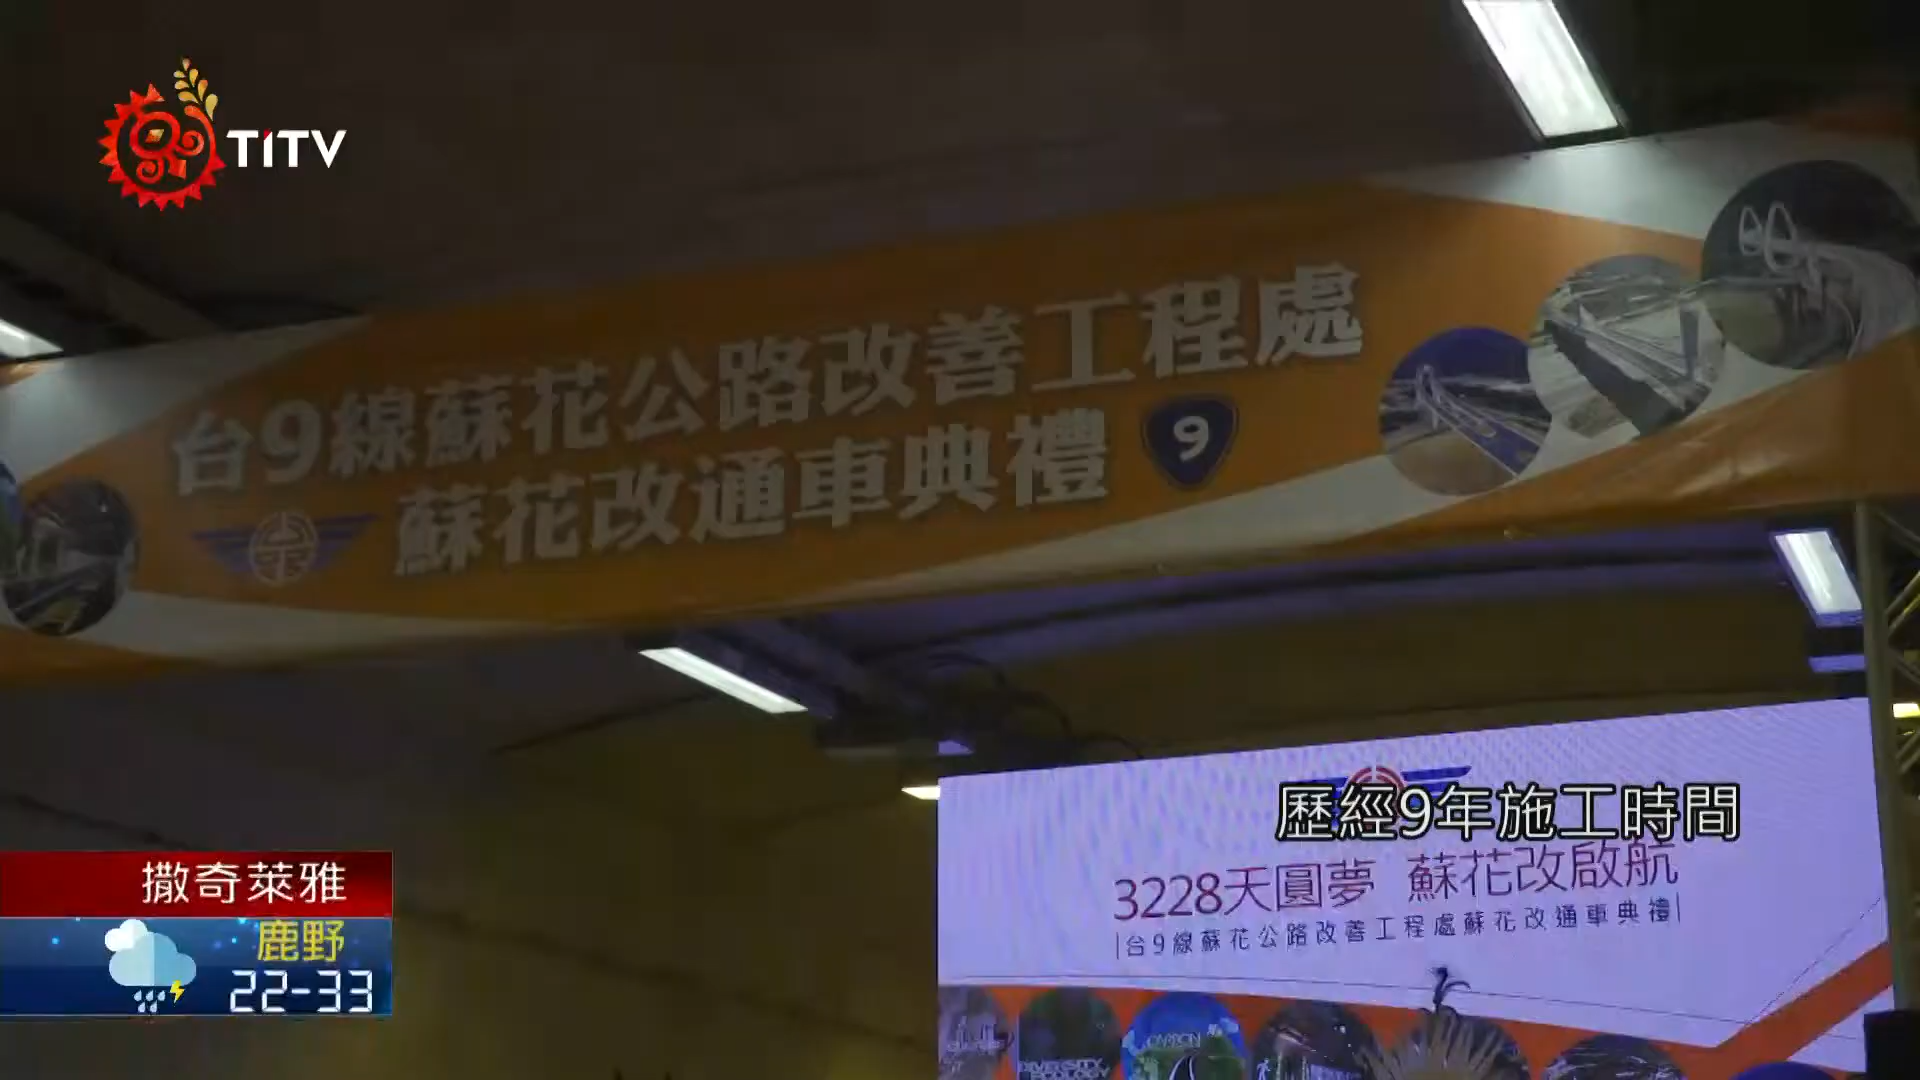 TiTV
台9線蘇花公路改善工程處
蘇花改通車典禮
9
歷經9年施工時間
3228天圓夢 蘇花改啟航
台9線蘇花公路改善工程處蘇花改通車典禮
撒奇萊雅
鹿野
22-33
CARBON
DIVERSITY
ECOLOGY